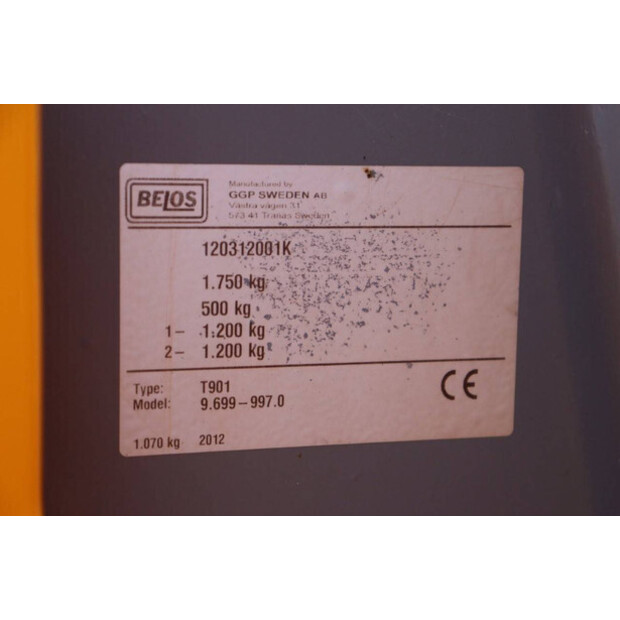 BELOS
Manufactured by
GGP SWEDEN AB
Västra vägen 31
573 41 Tranås Sweden
120312001K
1.750 kg
500 kg
1– 1.200 kg
2– 1.200 kg
Type: T901
Model: 9.699–997.0
CE
1.070 kg 2012